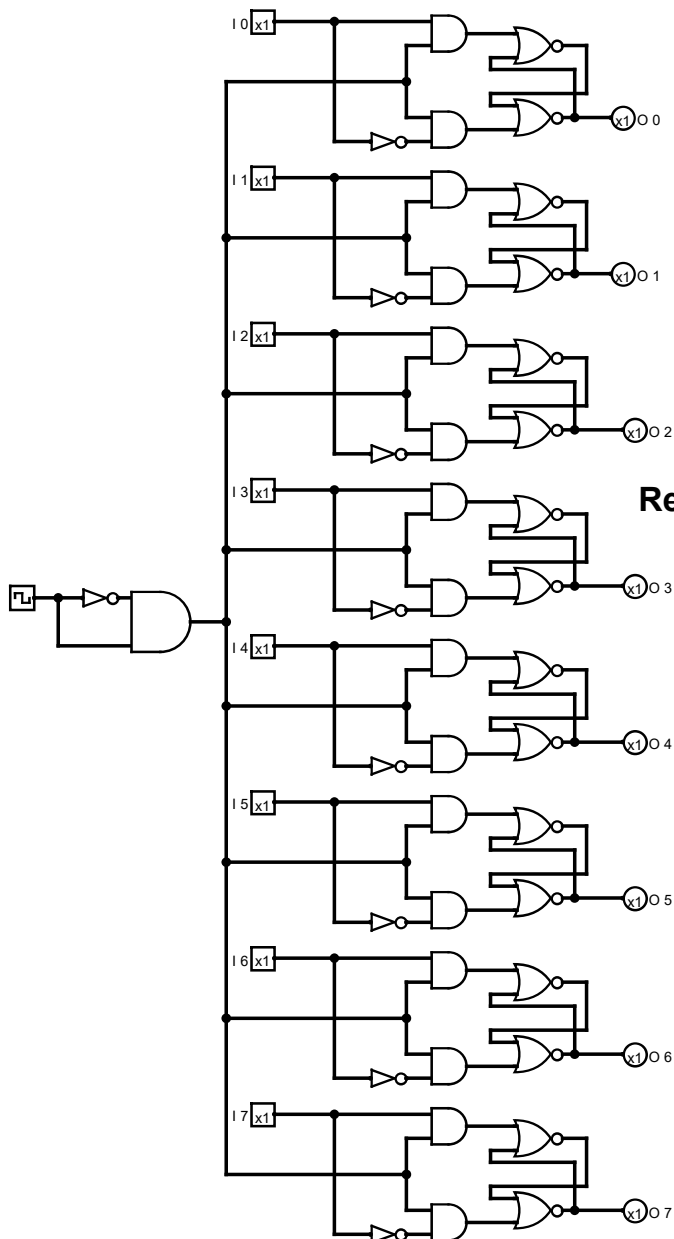 I 0 x1
x1 O 0
I 1 x1
x1 O 1
I 2 x1
x1 O 2
I 3 x1
Re
x1 O 3
I 4 x1
x1 O 4
I 5 x1
x1 O 5
I 6 x1
x1 O 6
I 7 x1
x1 O 7